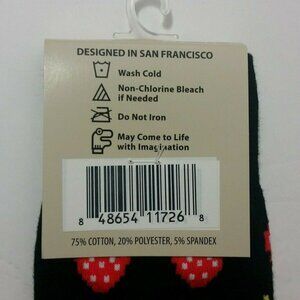 DESIGNED IN SAN FRANCISCO
Wash Cold
Non-Chlorine Bleach
if Needed
Do Not Iron
May Come to Life
with Imagination
8 48654 11726 8
75% COTTON, 20% POLYESTER, 5% SPANDEX